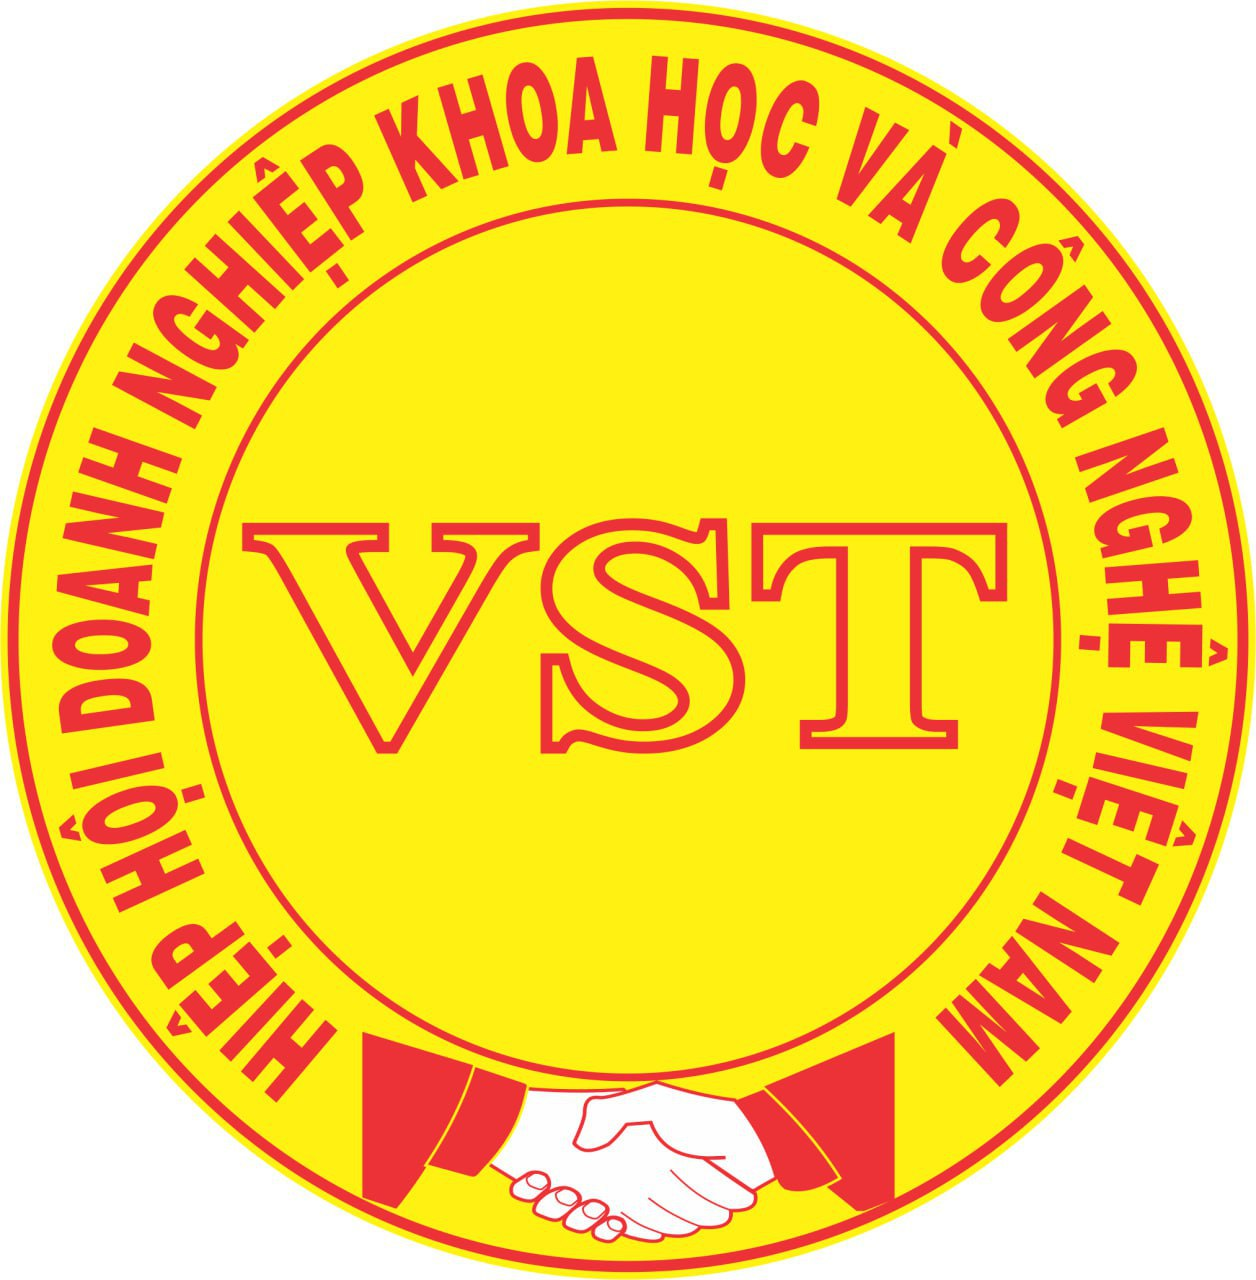 HIỆP HỘI DOANH NGHIỆP KHOA HỌC VÀ CÔNG NGHỆ VIỆT NAM
VST